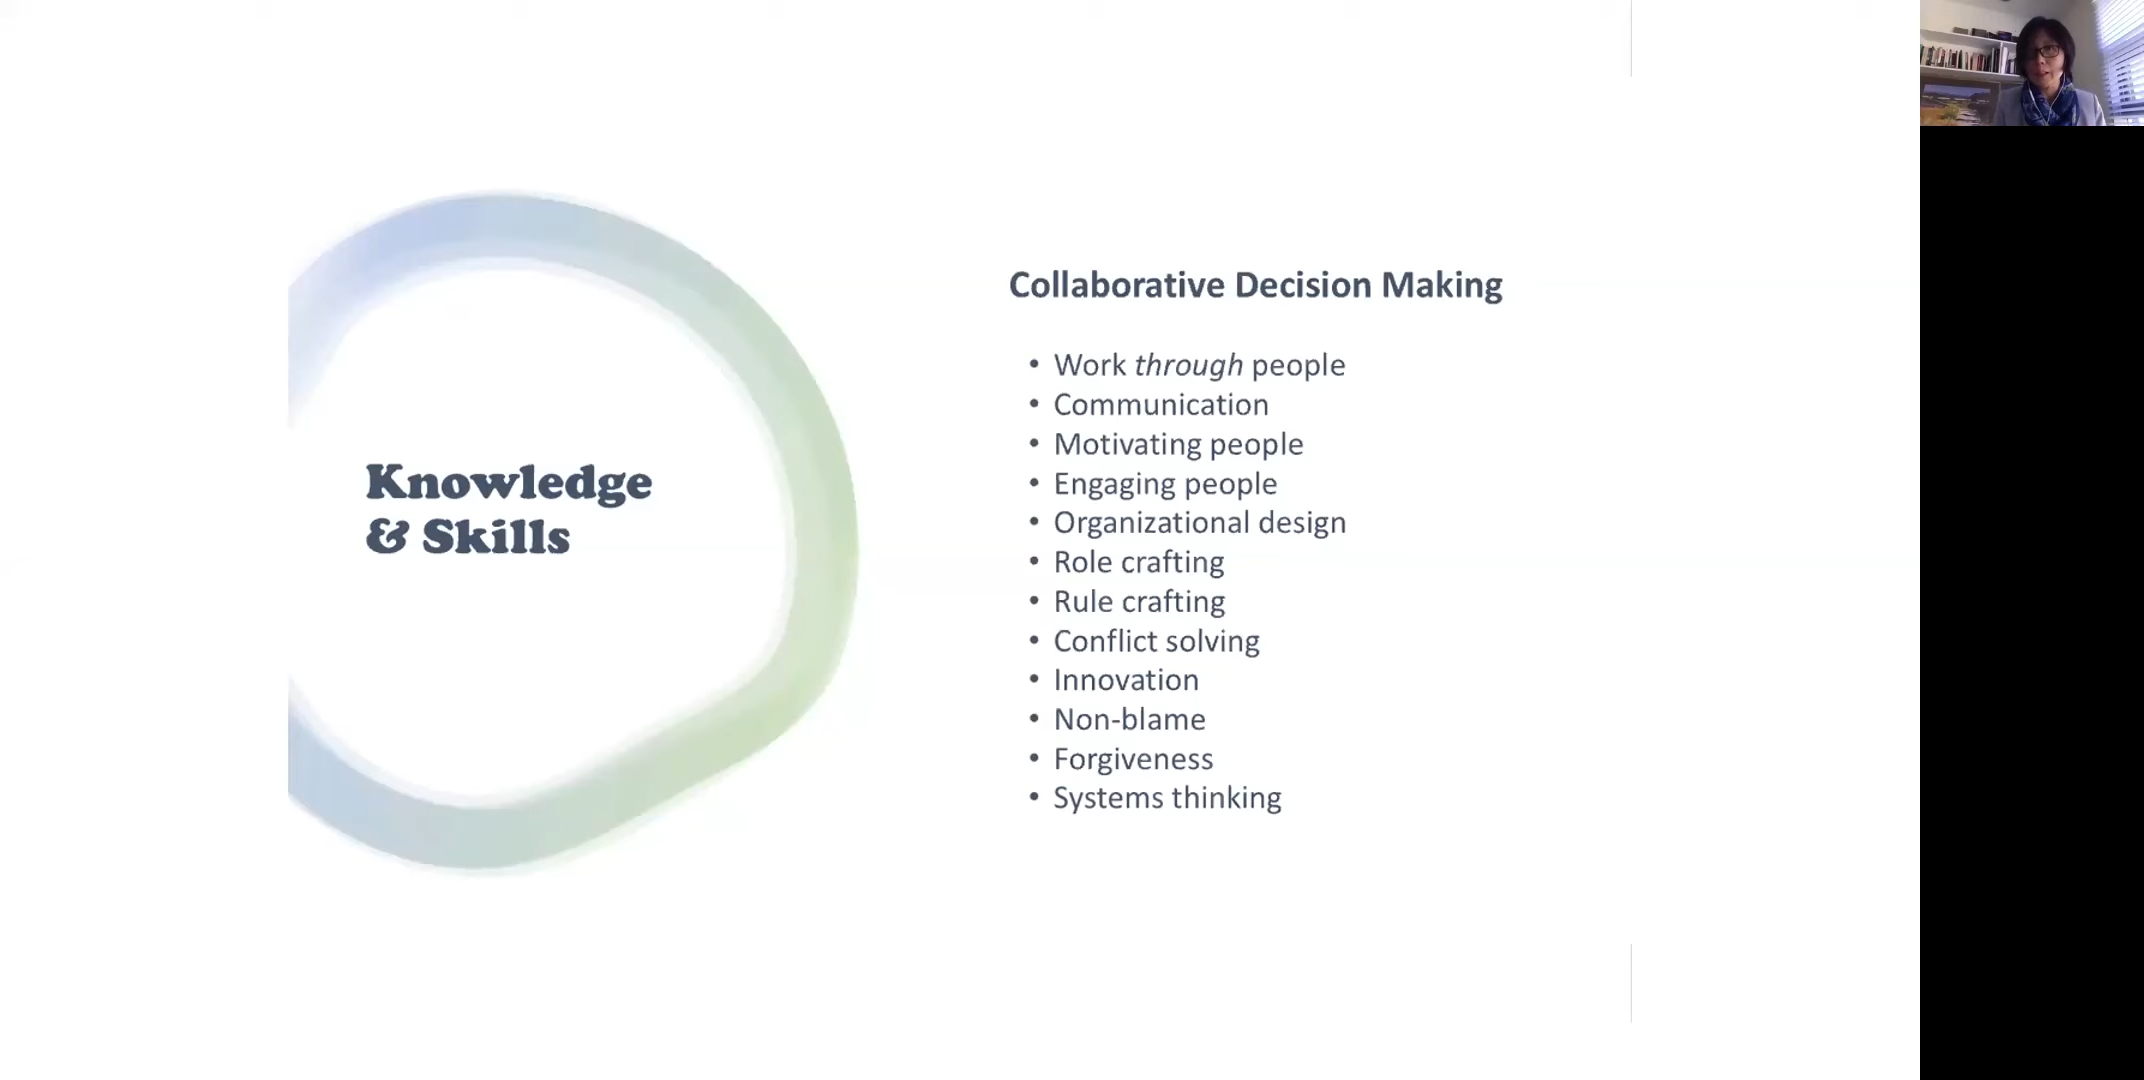 Knowledge
& Skills
Collaborative Decision Making
• Work through people
• Communication
• Motivating people
• Engaging people
• Organizational design
• Role crafting
• Rule crafting
• Conflict solving
• Innovation
• Non-blame
• Forgiveness
• Systems thinking